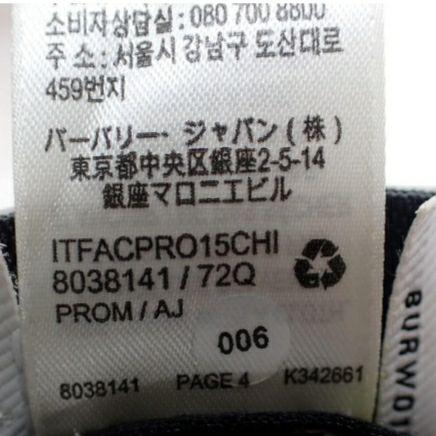 소비자상담실: 080 700 8800
주 소: 서울시 강남구 도산대로
459번지
バーバリー・ジャパン(株)
東京都中央区銀座2-5-14
銀座マロニエビル
ITFACPRO15CHI
8038141 / 72Q
PROM / AJ
006
8038141 PAGE 4 K342661